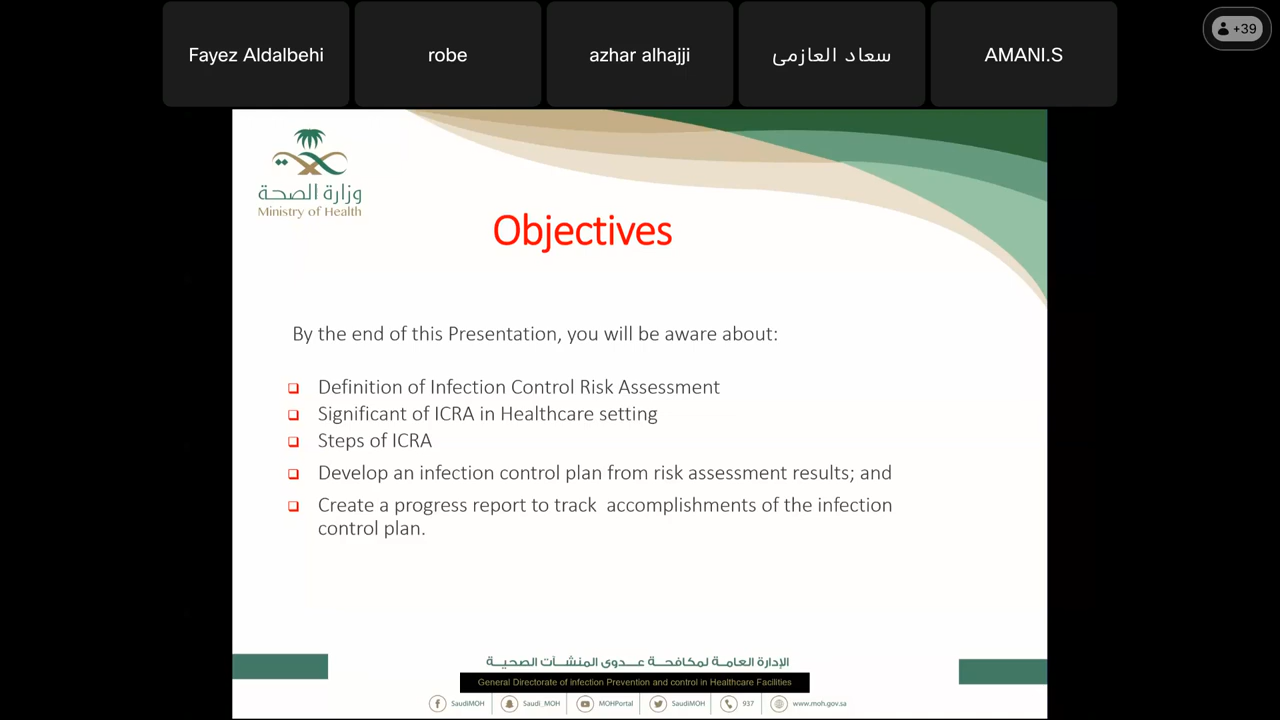 Fayez Aldalbehi
robe
azhar alhajji
سعاد العازمى
AMANI.S
+39
وزارة الصحة
Ministry of Health
Objectives
By the end of this Presentation, you will be aware about:
Definition of Infection Control Risk Assessment
Significant of ICRA in Healthcare setting
Steps of ICRA
Develop an infection control plan from risk assessment results; and
Create a progress report to track accomplishments of the infection
control plan.
الإدارة العامة لمكافحة عدوى المنشآت الصحية
General Directorate of infection Prevention and control in Healthcare Facilities
SaudiMOH
Saudi_MOH
MOHPortal
SaudiMOH
937
www.moh.gov.sa